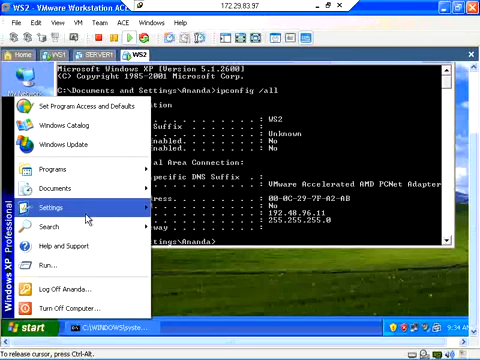 WS2 - VMware Workstation ACE
172.29.83.97
File Edit View VM Team ACE Windows Help
Home WS1 SERVER1 WS2
Microsoft Windows XP [Version 5.1.2600]
(C) Copyright 1985-2001 Microsoft Corp.
C:\Documents and Settings\Ananda>ipconfig /all
Set Program Access and Defaults
Windows Catalog
Windows Update
Programs
Documents
Settings
Search
Help and Support
Run...
Log Off Ananda...
Turn Off Computer...
Windows XP Professional
Suffix . . . . . . . : WS2
Unknown
Enabled. . . . . . . . : No
No
al Area Connection:
pecific DNS Suffix . :
VMware Accelerated AMD PCNet Adapter
ress. . . . . . . . . : 00-0C-29-7F-A2-AB
No
192.48.96.11
255.255.255.0
way . . . . . . . . . :
ettings\Ananda>
start
C:\WINDOWS\syste...
9:34 AM
To release cursor, press Ctrl-Alt.